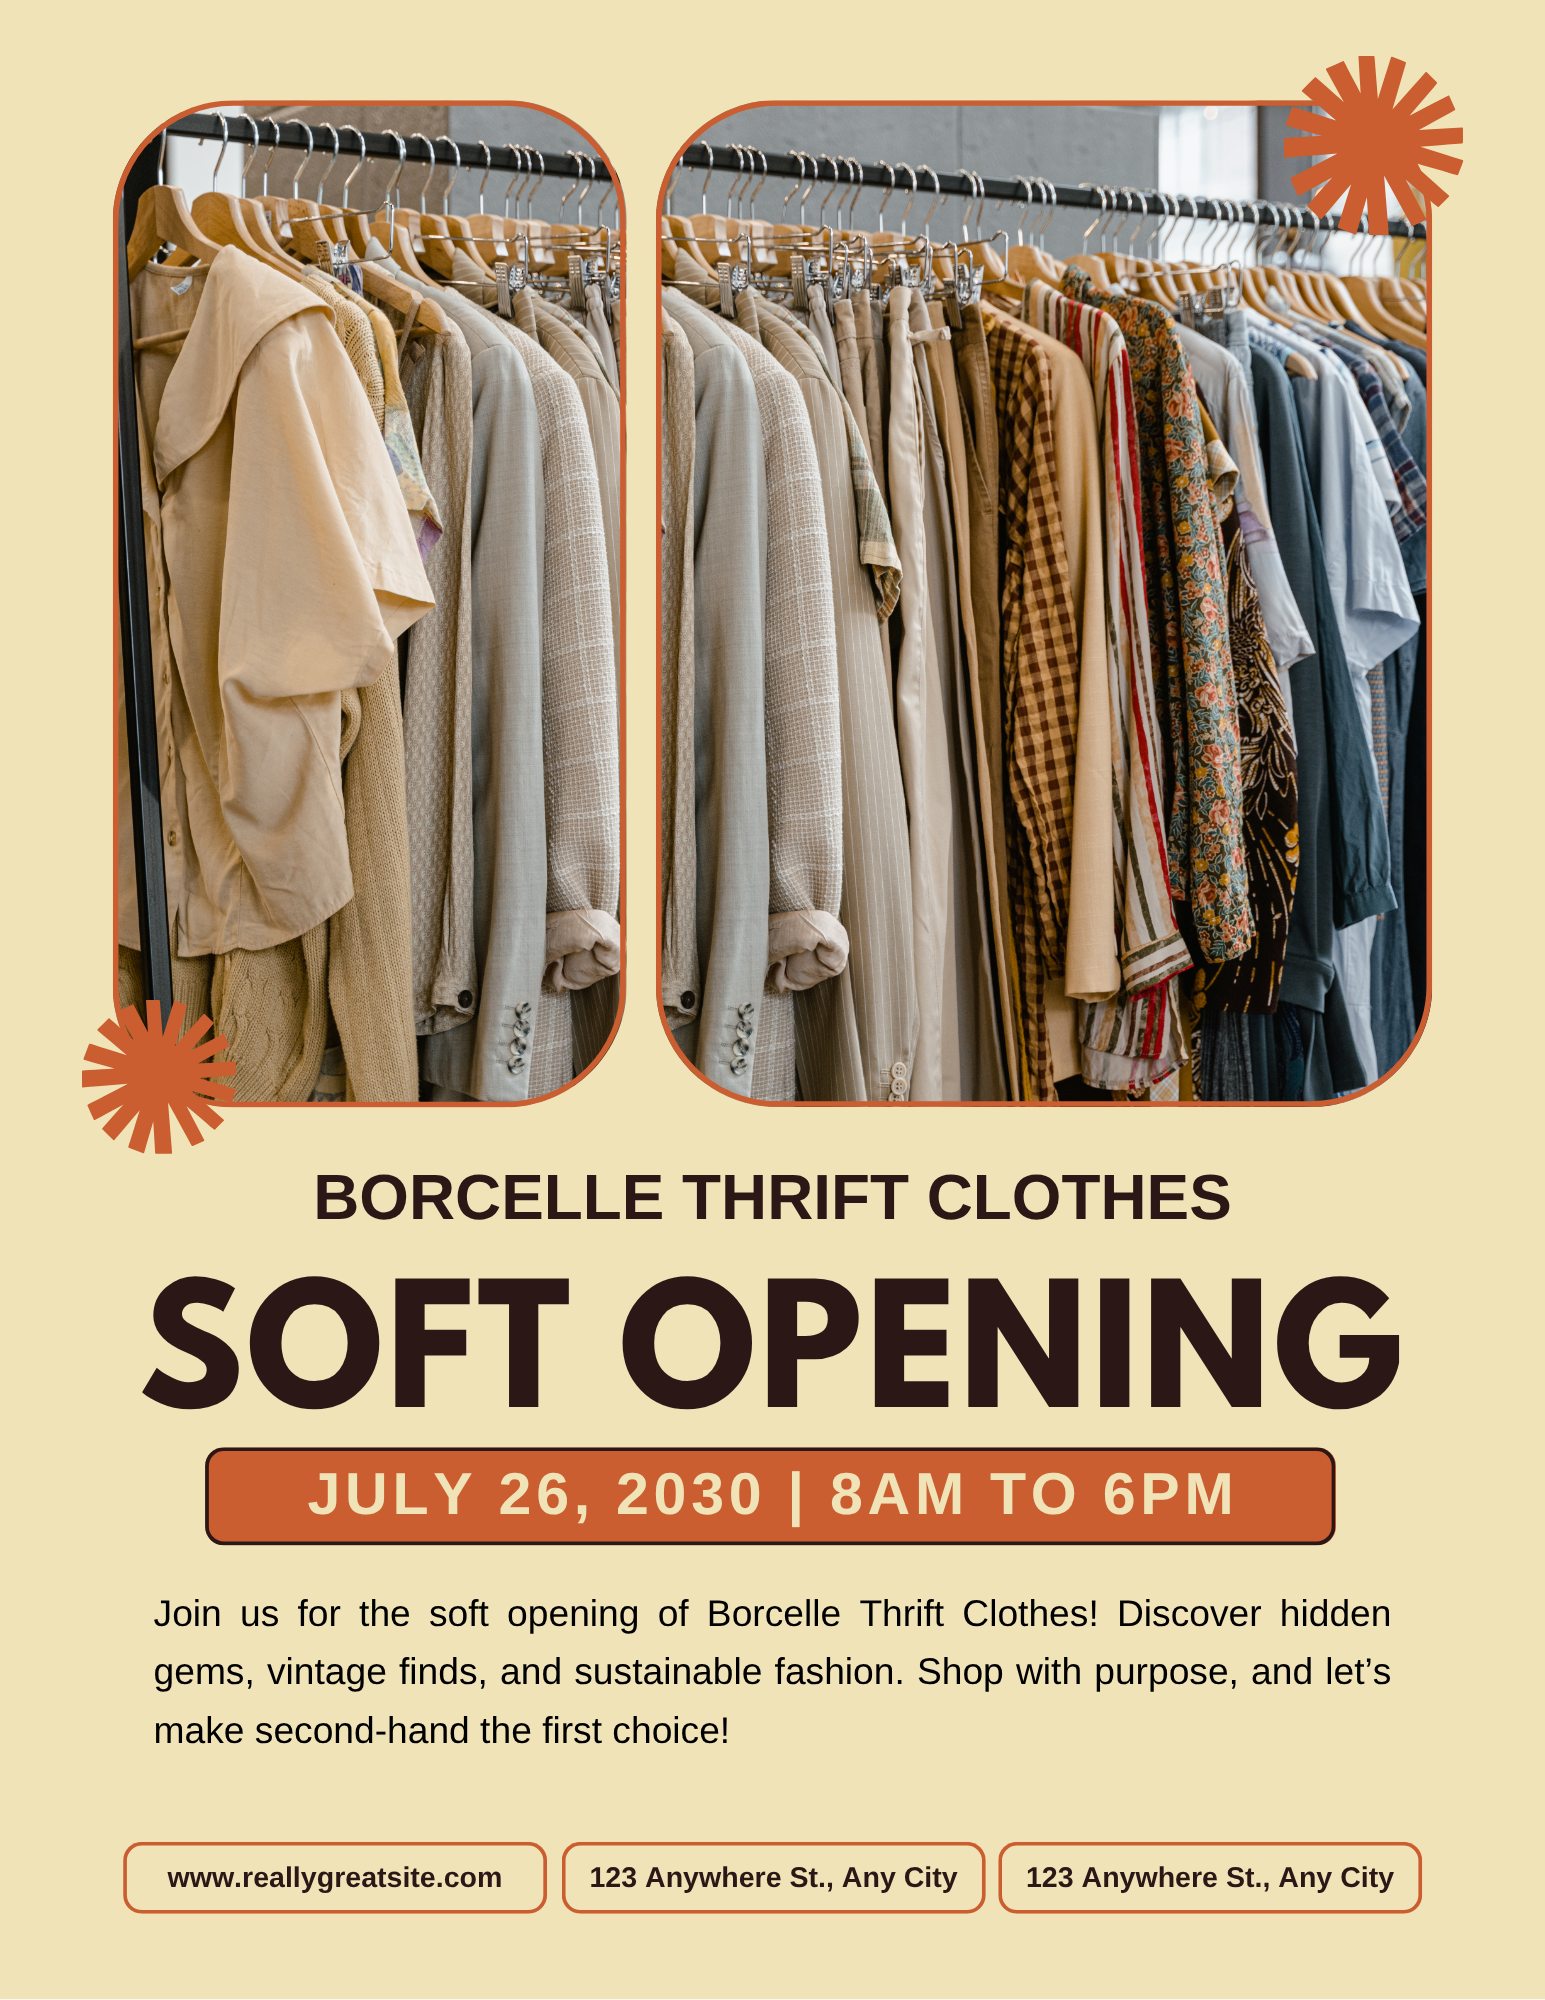 BORCELLE THRIFT CLOTHES
SOFT OPENING
JULY 26, 2030 | 8AM TO 6PM
Join us for the soft opening of Borcelle Thrift Clothes! Discover hidden
gems, vintage finds, and sustainable fashion. Shop with purpose, and let’s
make second-hand the first choice!
www.reallygreatsite.com
123 Anywhere St., Any City
123 Anywhere St., Any City